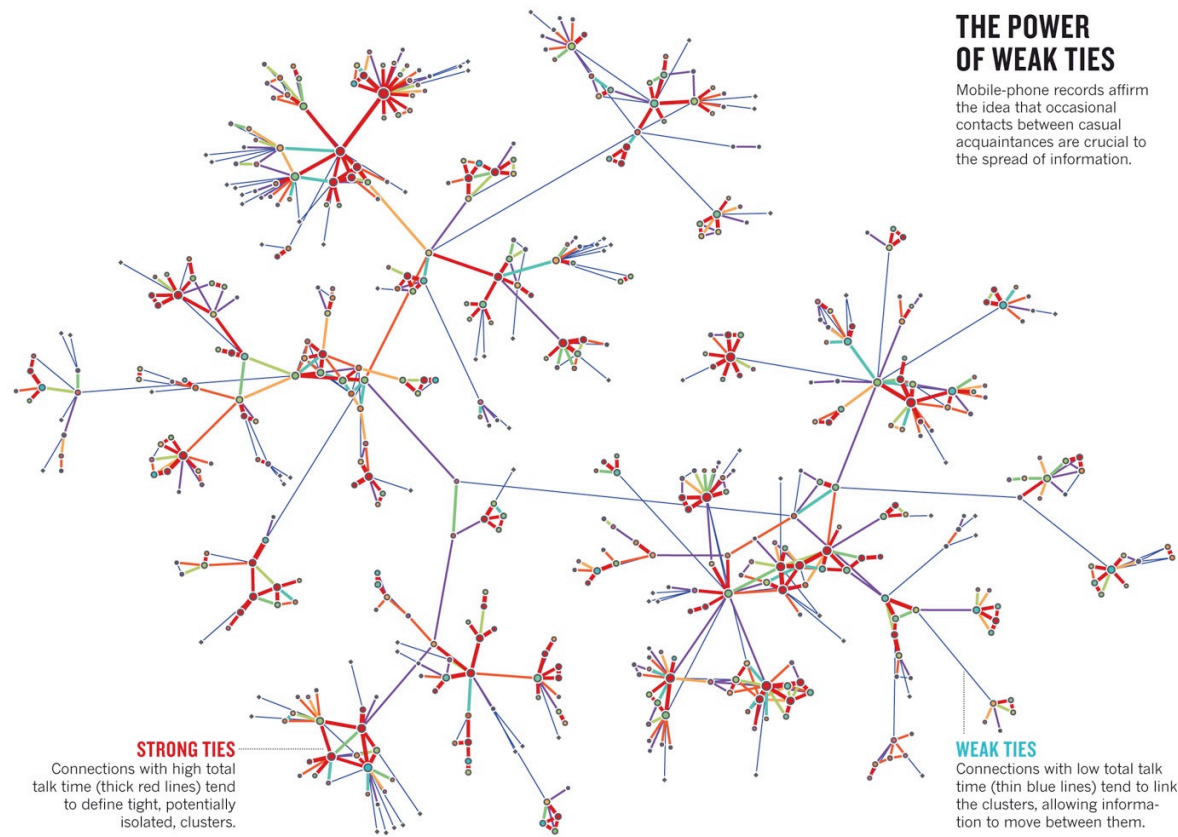 THE POWER
OF WEAK TIES
Mobile-phone records affirm
the idea that occasional
contacts between casual
acquaintances are crucial to
the spread of information.
STRONG TIES
Connections with high total
talk time (thick red lines) tend
to define tight, potentially
isolated, clusters.
WEAK TIES
Connections with low total talk
time (thin blue lines) tend to link
the clusters, allowing informa-
tion to move between them.